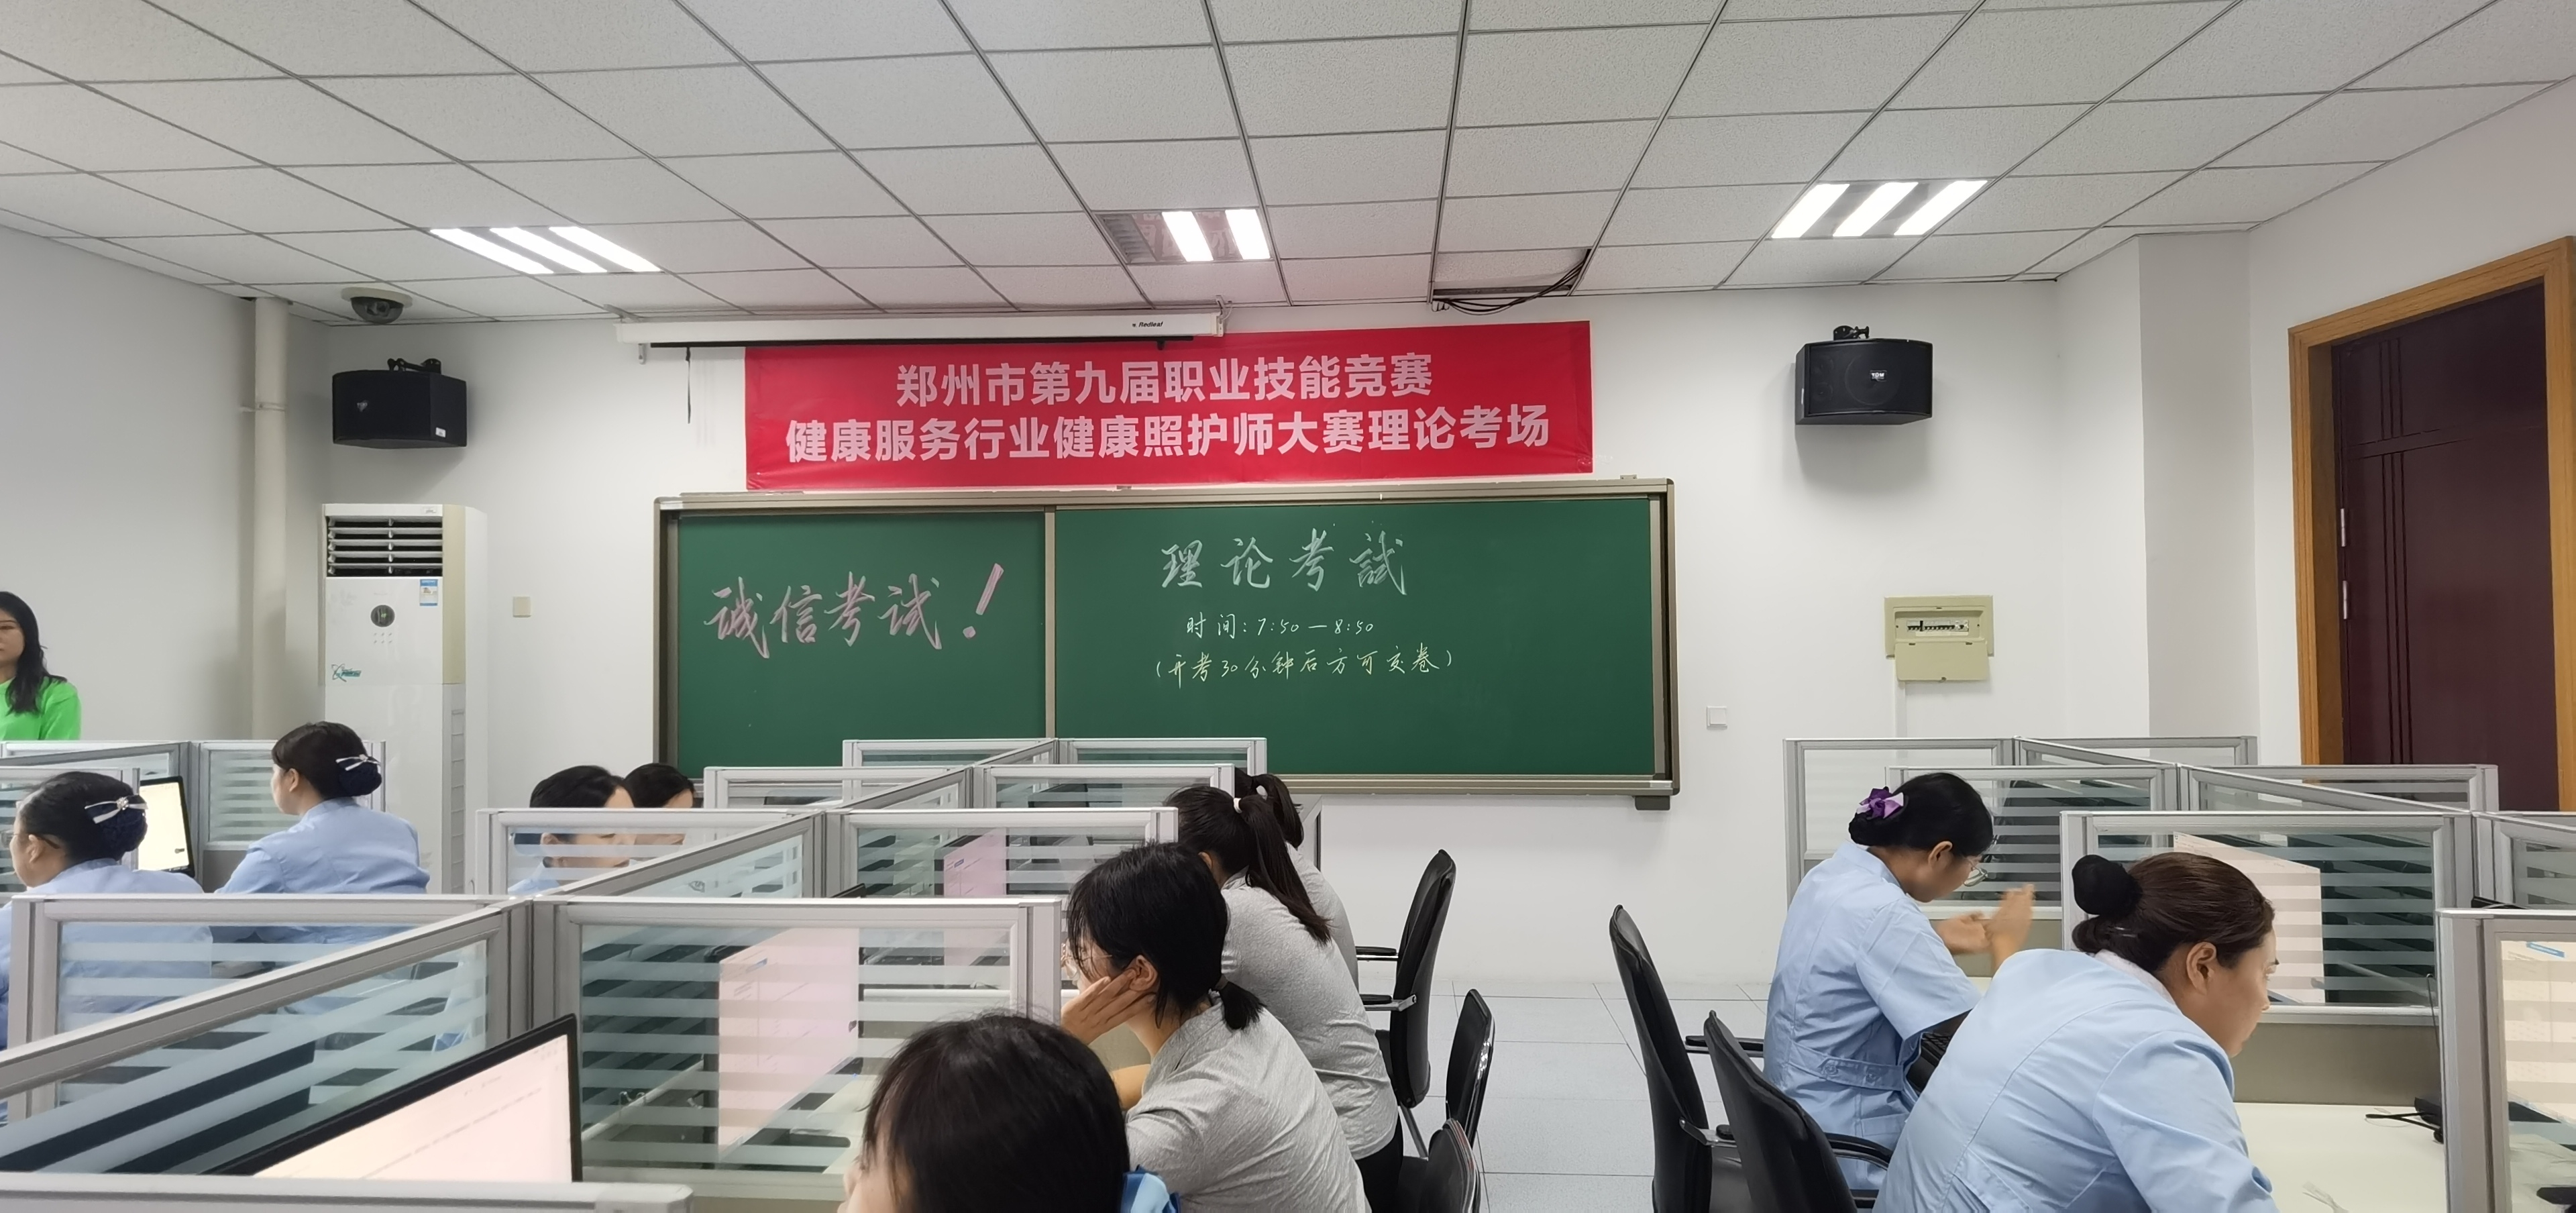 Redleaf
郑州市第九届职业技能竞赛
健康服务行业健康照护师大赛理论考场
诚信考试！
理论考試
时间：7:50—8:50
（开考30分钟后方可交卷）